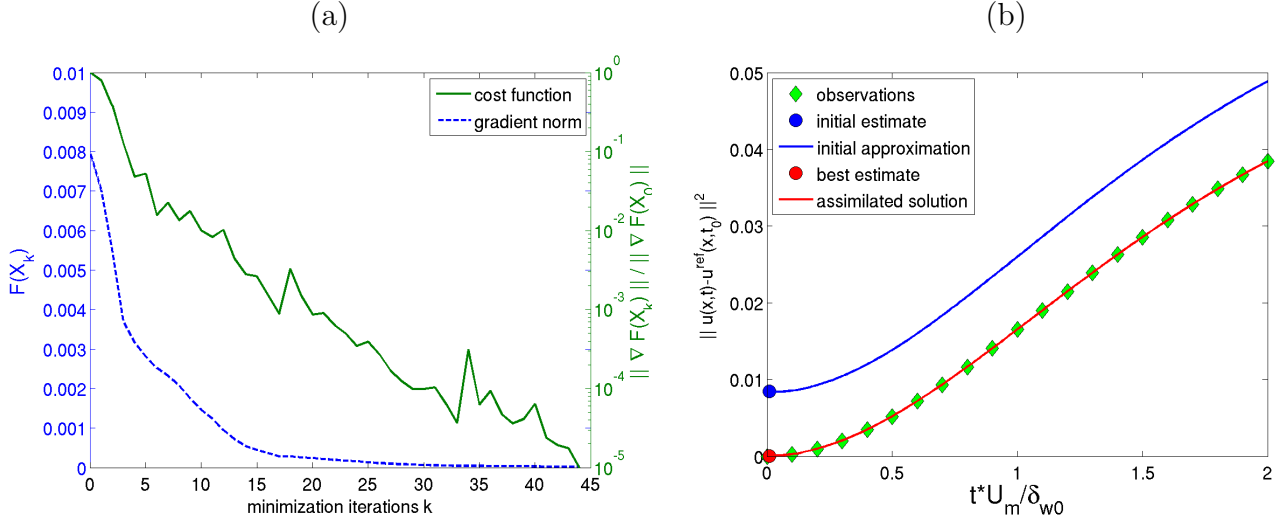 (a)
0.01
0.009
0.008
0.007
0.006
0.005
0.004
0.003
0.002
0.001
0
F(X_k)
10^0
10^-1
10^-2
10^-3
10^-4
10^-5
|| ∇ F(X_k) || / || ∇ F(X_0) ||
cost function
gradient norm
0 5 10 15 20 25 30 35 40 45
minimization iterations k
(b)
0.05
0.04
0.03
0.02
0.01
0
|| u(x,t)-u^ref(x,t_0) ||^2
observations
initial estimate
initial approximation
best estimate
assimilated solution
0 0.5 1 1.5 2
t*U_m/δ_w0